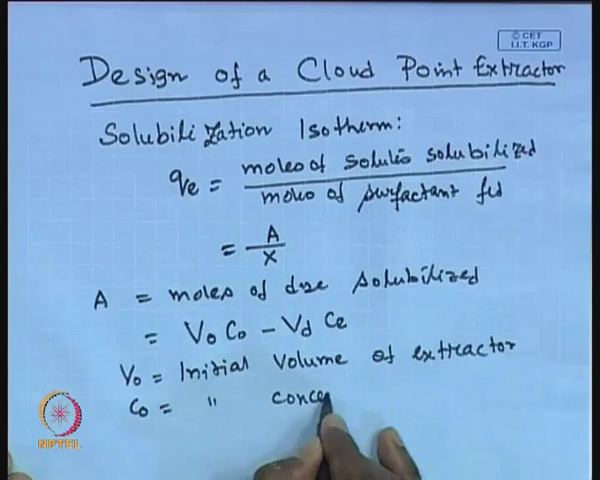 © CET
I.I.T. KGP
Design of a Cloud Point Extractor
Solubilization Isotherm:
qe = moles of solute solubilized
moles of surfactant fed
= A
X
A = moles of dye solubilized
= V0 C0 - Vd Ce
V0 = Initial Volume of extractor
C0 = " conce
NPTEL